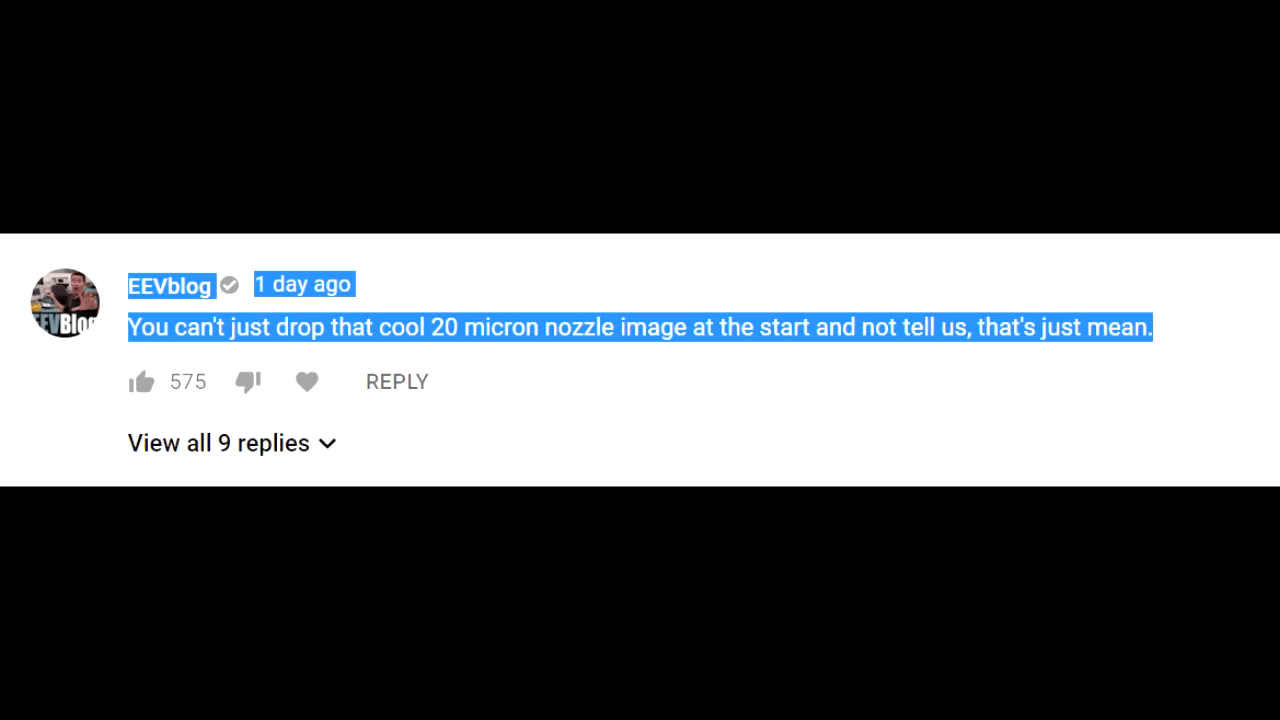 EEVblog 1 day ago
You can't just drop that cool 20 micron nozzle image at the start and not tell us, that's just mean.
575 REPLY
View all 9 replies
EEVBlog